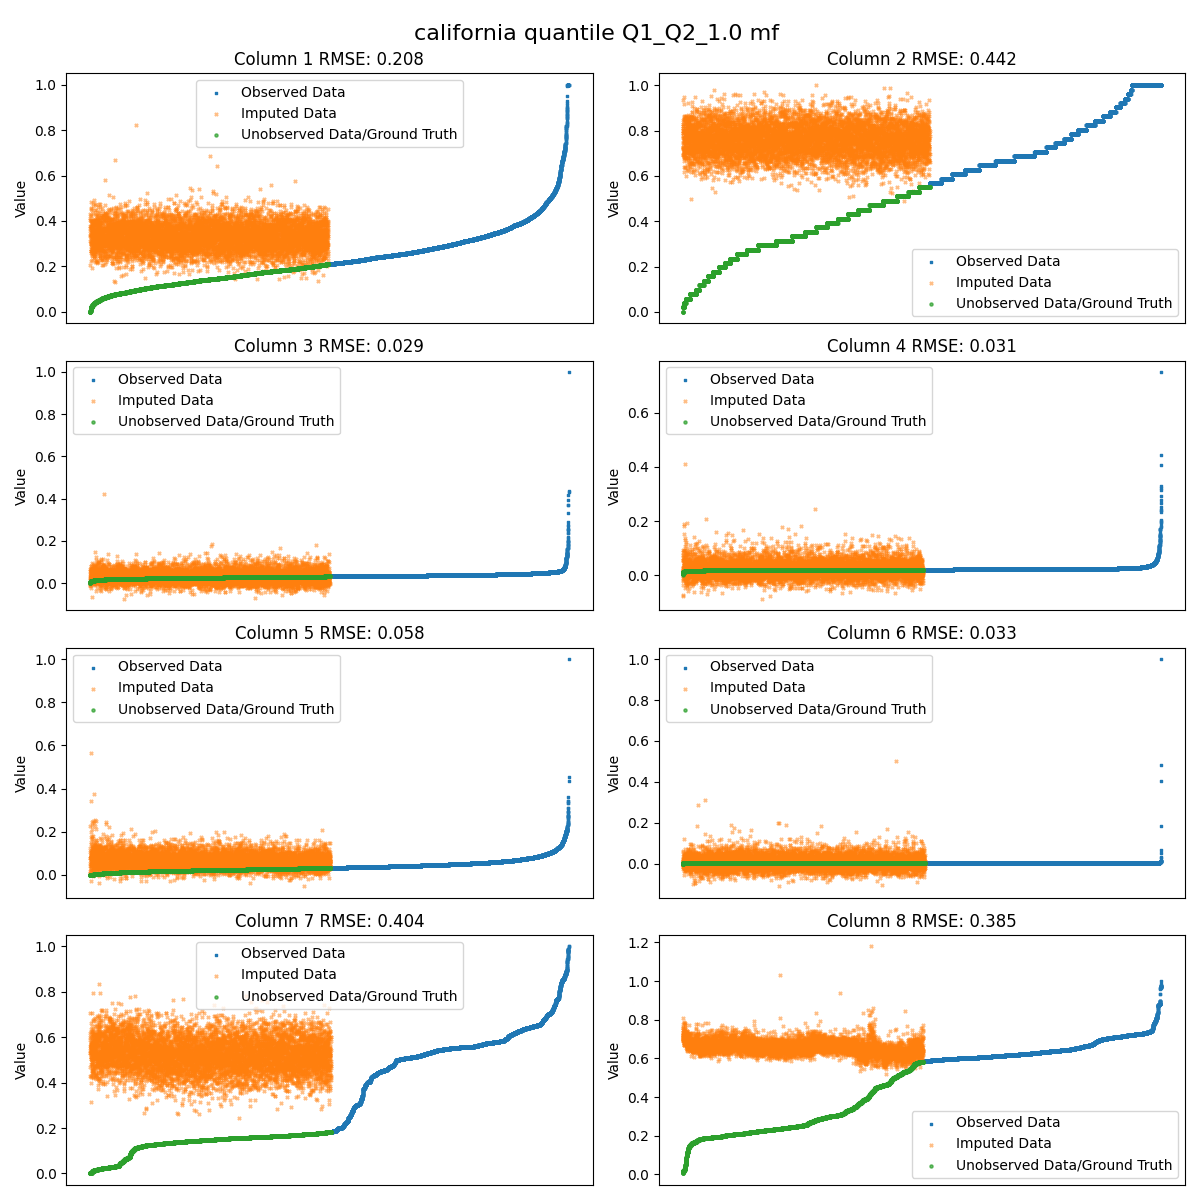 california quantile Q1_Q2_1.0 mf
Column 1 RMSE: 0.208
Value
1.0
0.8
0.6
0.4
0.2
0.0
Observed Data
Imputed Data
Unobserved Data/Ground Truth
Column 2 RMSE: 0.442
Value
1.0
0.8
0.6
0.4
0.2
0.0
Observed Data
Imputed Data
Unobserved Data/Ground Truth
Column 3 RMSE: 0.029
Value
1.0
0.8
0.6
0.4
0.2
0.0
Observed Data
Imputed Data
Unobserved Data/Ground Truth
Column 4 RMSE: 0.031
Value
0.6
0.4
0.2
0.0
Observed Data
Imputed Data
Unobserved Data/Ground Truth
Column 5 RMSE: 0.058
Value
1.0
0.8
0.6
0.4
0.2
0.0
Observed Data
Imputed Data
Unobserved Data/Ground Truth
Column 6 RMSE: 0.033
Value
1.0
0.8
0.6
0.4
0.2
0.0
Observed Data
Imputed Data
Unobserved Data/Ground Truth
Column 7 RMSE: 0.404
Value
1.0
0.8
0.6
0.4
0.2
0.0
Observed Data
Imputed Data
Unobserved Data/Ground Truth
Column 8 RMSE: 0.385
Value
1.2
1.0
0.8
0.6
0.4
0.2
0.0
Observed Data
Imputed Data
Unobserved Data/Ground Truth